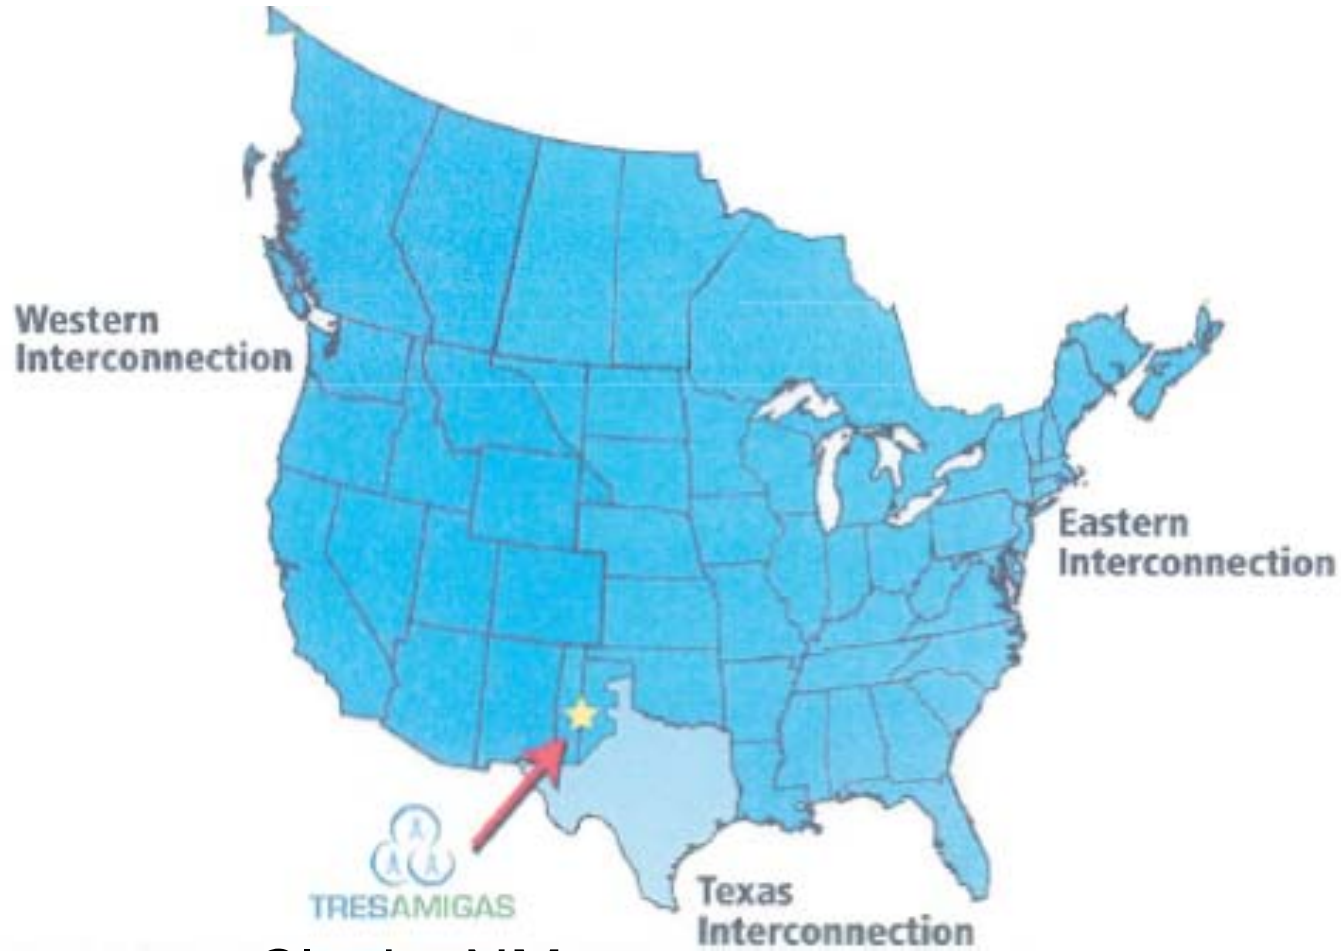 Western
Interconnection
Eastern
Interconnection
TRESAMIGAS
Texas
Interconnection